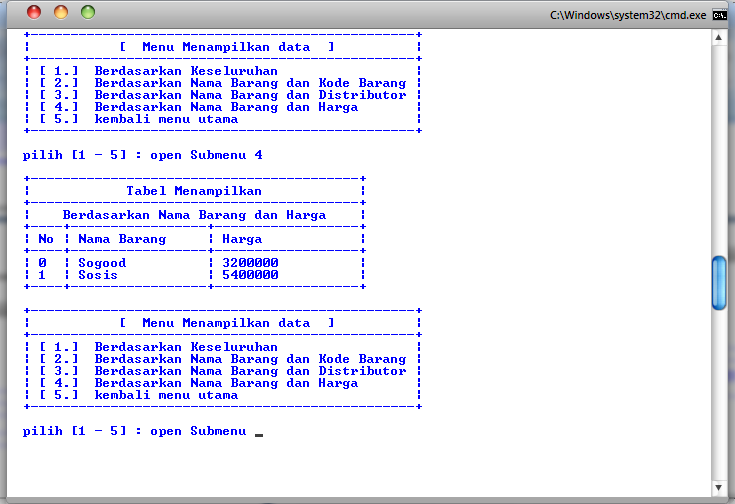 C:\Windows\system32\cmd.exe
[ Menu Menampilkan data ]
[ 1.] Berdasarkan Keseluruhan
[ 2.] Berdasarkan Nama Barang dan Kode Barang
[ 3.] Berdasarkan Nama Barang dan Distributor
[ 4.] Berdasarkan Nama Barang dan Harga
[ 5.] kembali menu utama
pilih [1 - 5] : open Submenu 4
Tabel Menampilkan
Berdasarkan Nama Barang dan Harga
No | Nama Barang | Harga
0 | Sogood | 3200000
1 | Sosis | 5400000
[ Menu Menampilkan data ]
[ 1.] Berdasarkan Keseluruhan
[ 2.] Berdasarkan Nama Barang dan Kode Barang
[ 3.] Berdasarkan Nama Barang dan Distributor
[ 4.] Berdasarkan Nama Barang dan Harga
[ 5.] kembali menu utama
pilih [1 - 5] : open Submenu _